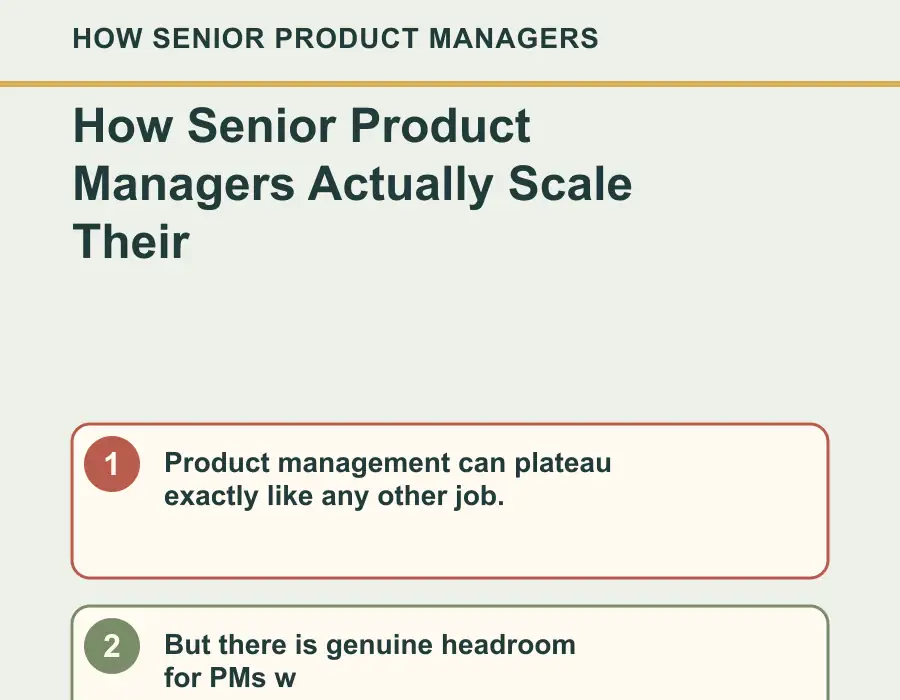 HOW SENIOR PRODUCT MANAGERS
How Senior Product
Managers Actually Scale
Their
1
Product management can plateau
exactly like any other job.
2
But there is genuine headroom
for PMs w